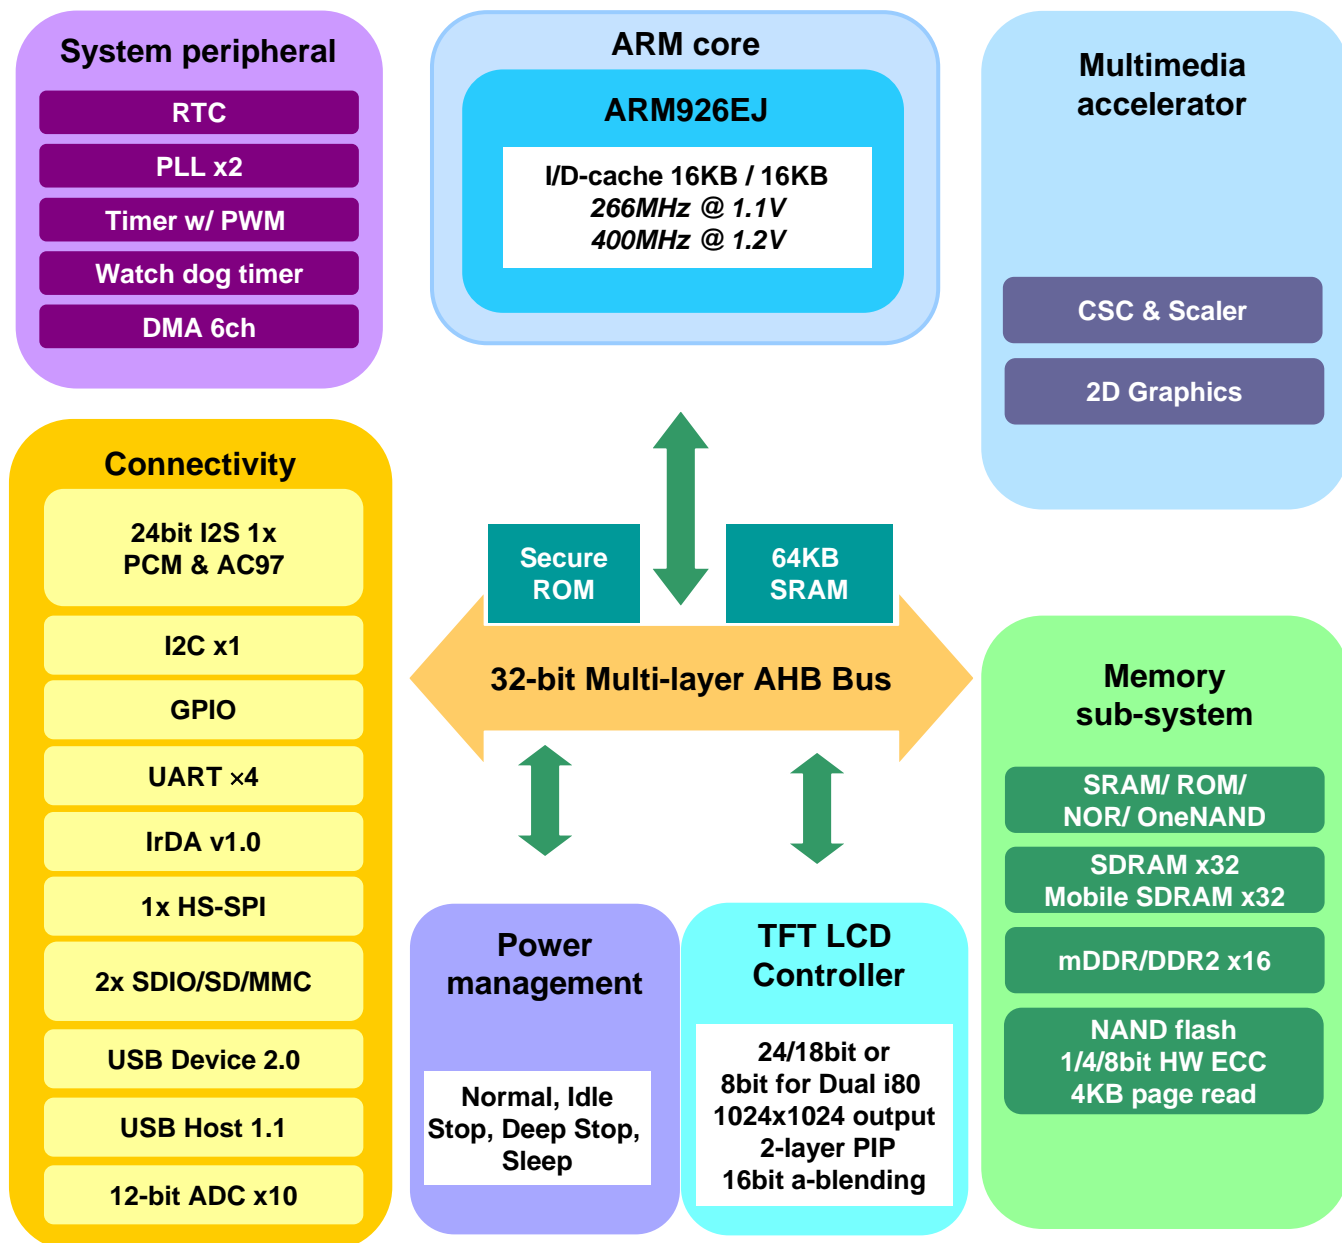 System peripheral
RTC
PLL x2
Timer w/ PWM
Watch dog timer
DMA 6ch
ARM core
ARM926EJ
I/D-cache 16KB / 16KB
266MHz @ 1.1V
400MHz @ 1.2V
Multimedia
accelerator
CSC & Scaler
2D Graphics
Connectivity
24bit I2S 1x
PCM & AC97
I2C x1
GPIO
UART ×4
IrDA v1.0
1x HS-SPI
2x SDIO/SD/MMC
USB Device 2.0
USB Host 1.1
12-bit ADC x10
Secure
ROM
64KB
SRAM
32-bit Multi-layer AHB Bus
Power
management
Normal, Idle
Stop, Deep Stop,
Sleep
TFT LCD
Controller
24/18bit or
8bit for Dual i80
1024x1024 output
2-layer PIP
16bit a-blending
Memory
sub-system
SRAM/ ROM/
NOR/ OneNAND
SDRAM x32
Mobile SDRAM x32
mDDR/DDR2 x16
NAND flash
1/4/8bit HW ECC
4KB page read